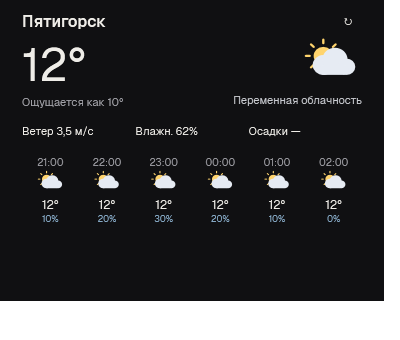 Пятигорск ↻
12°
Ощущается как 10°
Переменная облачность
Ветер 3,5 м/с Влажн. 62% Осадки —
21:00 22:00 23:00 00:00 01:00 02:00
12° 12° 12° 12° 12° 12°
10% 20% 30% 20% 10% 0%